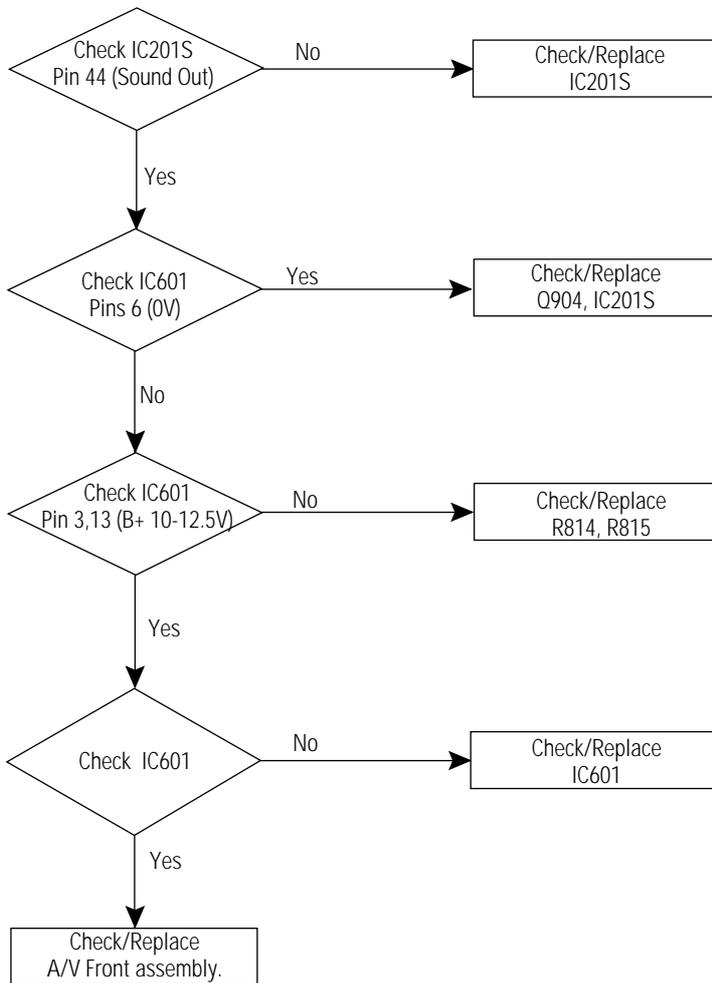 Check IC201S
Pin 44 (Sound Out)
No
Check/Replace
IC201S
Yes
Check IC601
Pins 6 (0V)
Yes
Check/Replace
Q904, IC201S
No
Check IC601
Pin 3,13 (B+ 10-12.5V)
No
Check/Replace
R814, R815
Yes
Check IC601
No
Check/Replace
IC601
Yes
Check/Replace
A/V Front assembly.